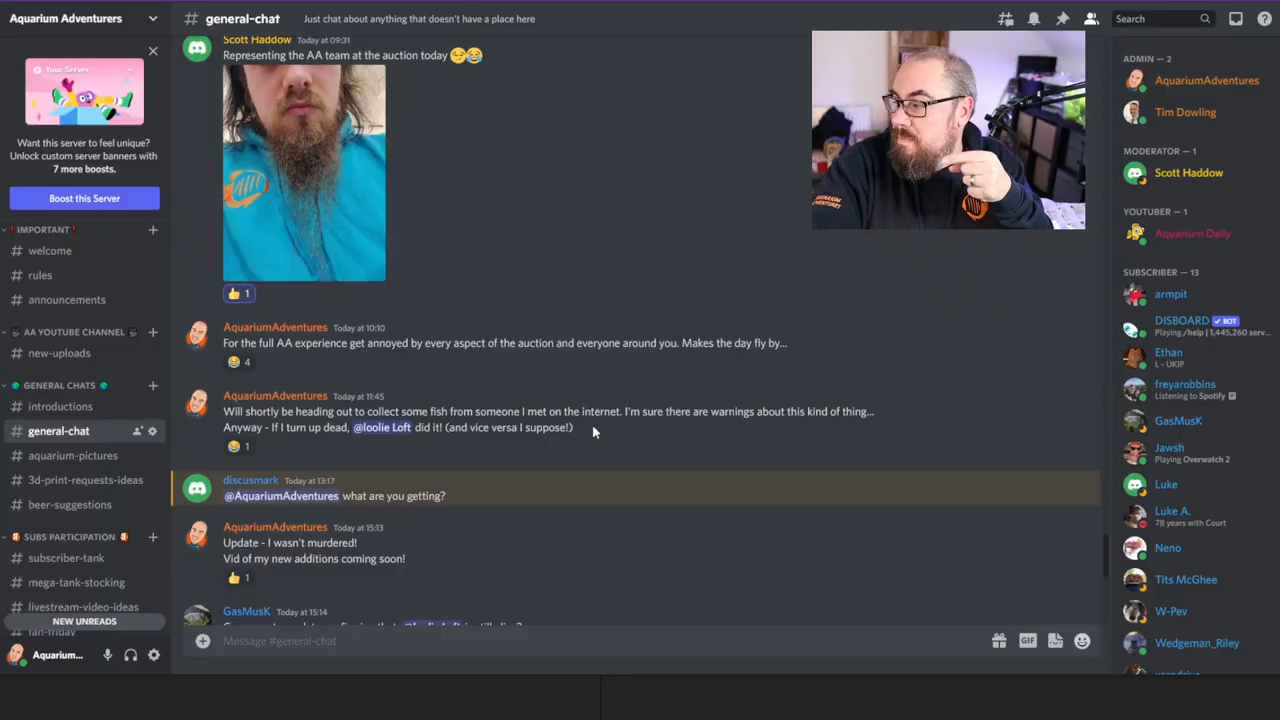 Aquarium Adventurers
Your Server
Want this server to feel unique?
Unlock custom server banners with
7 more boosts.
Boost this Server
IMPORTANT
# welcome
# rules
# announcements
AA YOUTUBE CHANNEL
# new-uploads
GENERAL CHATS
# introductions
# general-chat
# aquarium-pictures
# 3d-print-requests-ideas
# beer-suggestions
SUBS PARTICIPATION
# subscriber-tank
# mega-tank-stocking
# livestream-video-ideas
NEW UNREADS
# fan-friday
Aquarium...
# general-chat
Just chat about anything that doesn't have a place here
Search
Scott Haddow Today at 09:31
Representing the AA team at the auction today 😏😂
👍 1
AquariumAdventures Today at 10:10
For the full AA experience get annoyed by every aspect of the auction and everyone around you. Makes the day fly by...
😂 4
AquariumAdventures Today at 11:45
Will shortly be heading out to collect some fish from someone I met on the internet. I'm sure there are warnings about this kind of thing...
Anyway - If I turn up dead, @loolie Loft did it! (and vice versa I suppose!)
😂 1
discusmark Today at 13:17
@AquariumAdventures what are you getting?
AquariumAdventures Today at 15:13
Update - I wasn't murdered!
Vid of my new additions coming soon!
👍 1
GasMusK Today at 15:14
Message #general-chat
GIF
ADMIN — 2
AquariumAdventures
Tim Dowling
MODERATOR — 1
Scott Haddow
YOUTUBER — 1
Aquarium Daily
SUBSCRIBER — 13
armpit
DISBOARD ✓ BOT
Playing /help | 1,445,260 serv...
Ethan
L - UKIP
freyarobbins
Listening to Spotify
GasMusK
Jawsh
Playing Overwatch 2
Luke
Luke A.
78 years with Court
Neno
Tits McGhee
W-Pev
Wedgeman_Riley